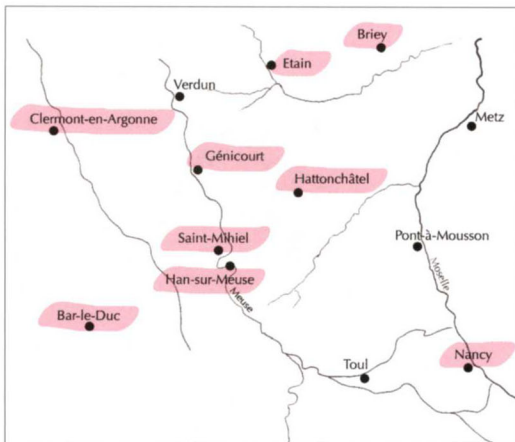 Briey
Etain
Verdun
Clermont-en-Argonne
Metz
Génicourt
Hattonchâtel
Saint-Mihiel
Pont-à-Mousson
Han-sur-Meuse
Moselle
Meuse
Bar-le-Duc
Toul
Nancy